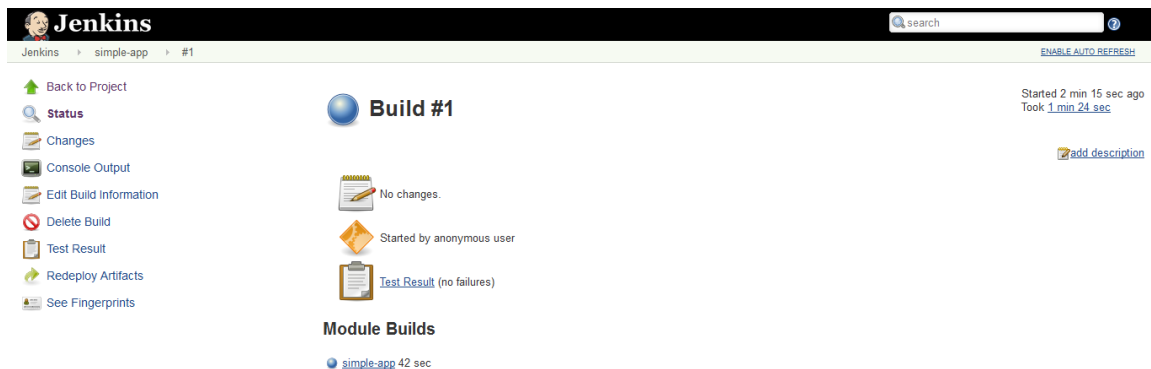 Jenkins
search
Jenkins simple-app #1
ENABLE AUTO REFRESH
Back to Project
Status
Changes
Console Output
Edit Build Information
Delete Build
Test Result
Redeploy Artifacts
See Fingerprints
Build #1
Started 2 min 15 sec ago
Took 1 min 24 sec
add description
No changes.
Started by anonymous user
Test Result (no failures)
Module Builds
simple-app 42 sec